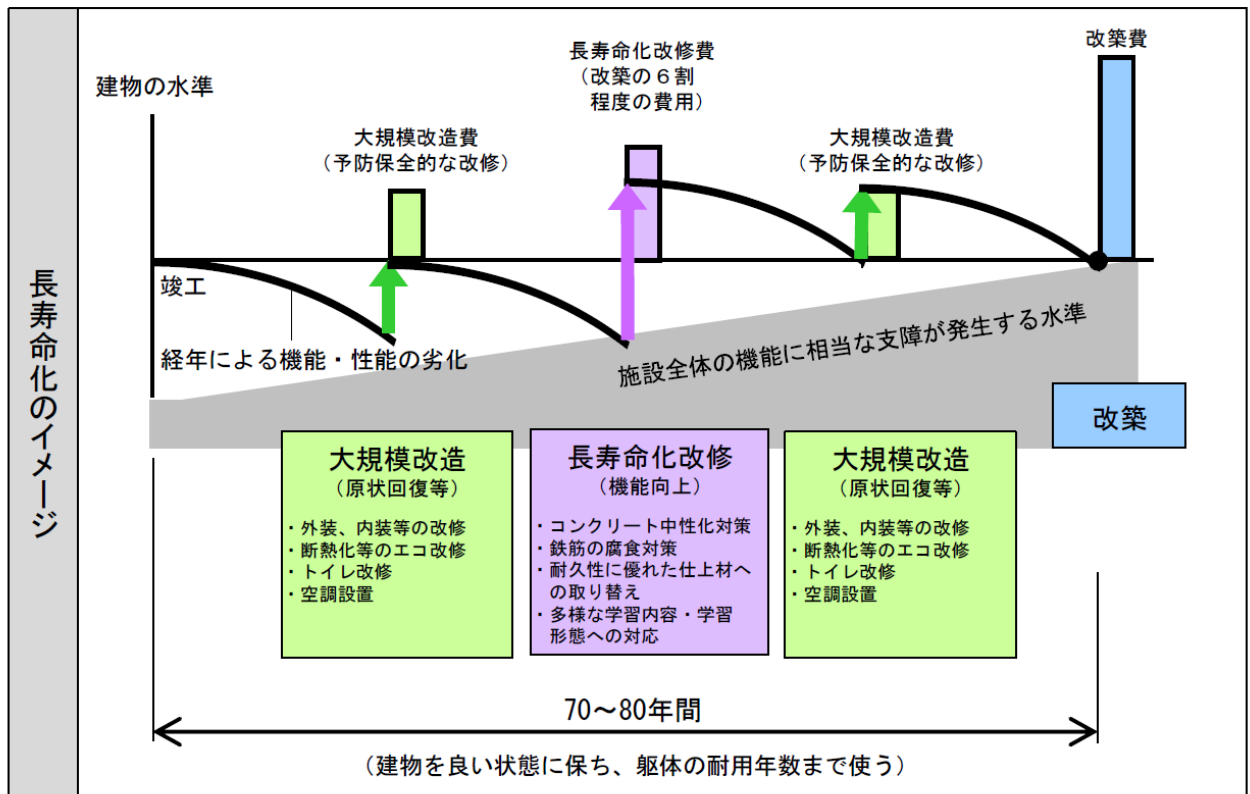 長寿命化のイメージ
建物の水準
大規模改造費
（予防保全的な改修）
長寿命化改修費
（改築の６割
程度の費用）
大規模改造費
（予防保全的な改修）
改築費
竣工
経年による機能・性能の劣化
施設全体の機能に相当な支障が発生する水準
大規模改造
（原状回復等）
・外装、内装等の改修
・断熱化等のエコ改修
・トイレ改修
・空調設置
長寿命化改修
（機能向上）
・コンクリート中性化対策
・鉄筋の腐食対策
・耐久性に優れた仕上材へ
の取り替え
・多様な学習内容・学習
形態への対応
大規模改造
（原状回復等）
・外装、内装等の改修
・断熱化等のエコ改修
・トイレ改修
・空調設置
改築
70～80年間
（建物を良い状態に保ち、躯体の耐用年数まで使う）